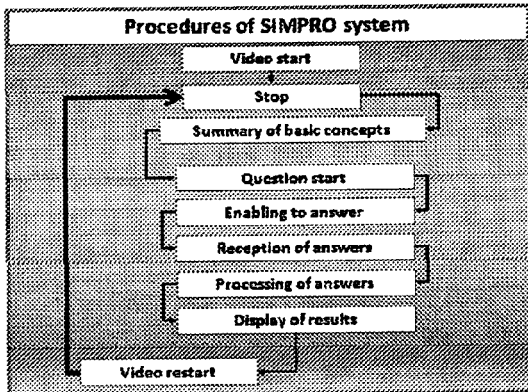 Procedures of SIMPRO system
Video start
Stop
Summary of basic concepts
Question start
Enabling to answer
Reception of answers
Processing of answers
Display of results
Video restart